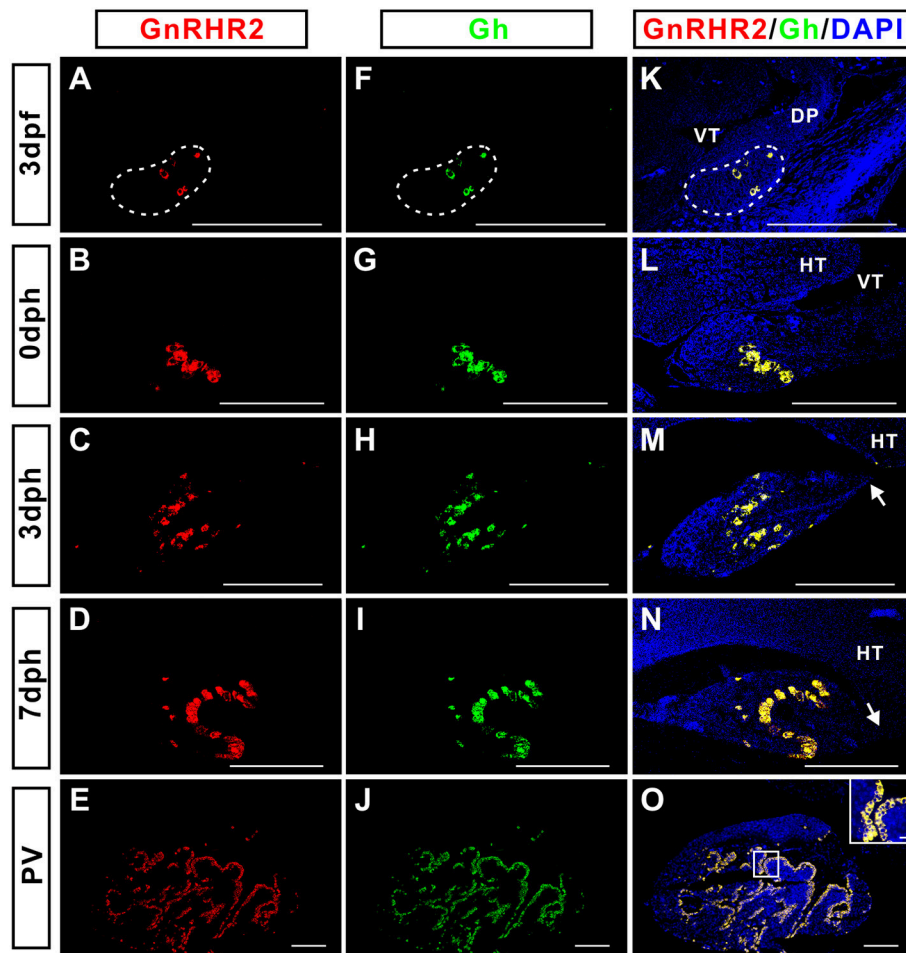 GnRHR2 Gh GnRHR2/Gh/DAPI
3dpf A F K VT DP
0dph B G L HT VT
3dph C H M HT
7dph D I N HT
PV E J O